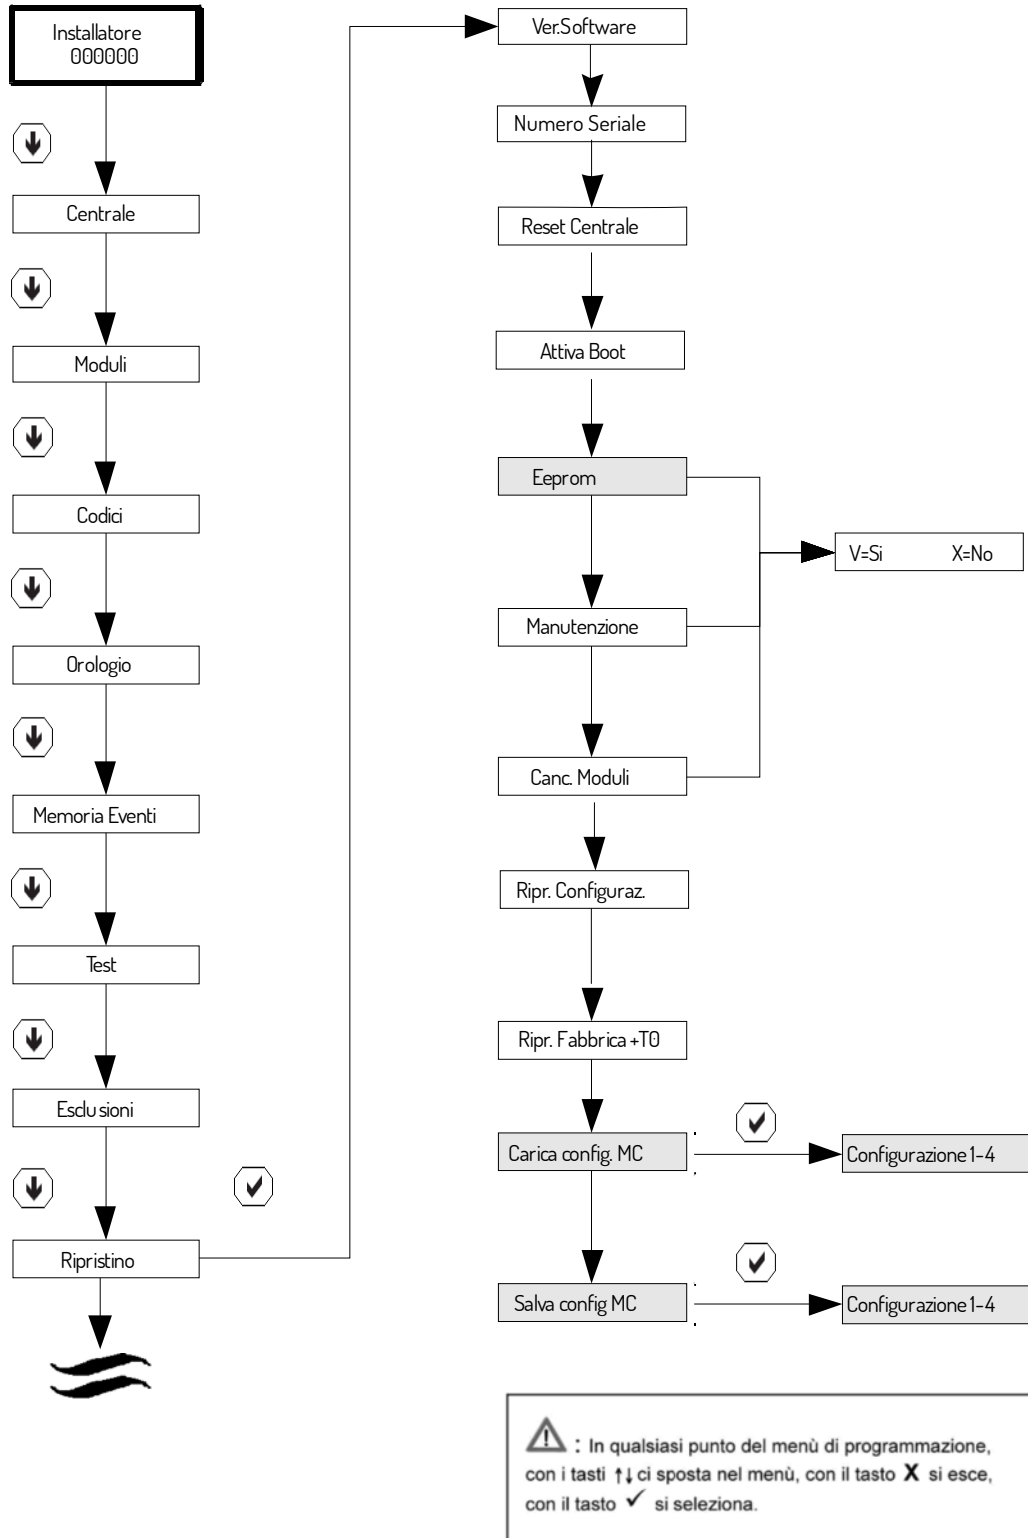 Installatore
000000
Centrale
Moduli
Codici
Orologio
Memoria Eventi
Test
Esclusioni
Ripristino
Ver.Software
Numero Seriale
Reset Centrale
Attiva Boot
Eeprom
V=Si X=No
Manutenzione
Canc. Moduli
Ripr. Configuraz.
Ripr. Fabbrica +T0
Carica config. MC
Configurazione 1-4
Salva config MC
Configurazione 1-4
: In qualsiasi punto del menù di programmazione,
con i tasti ↑↓ ci sposta nel menù, con il tasto X si esce,
con il tasto ✓ si seleziona.